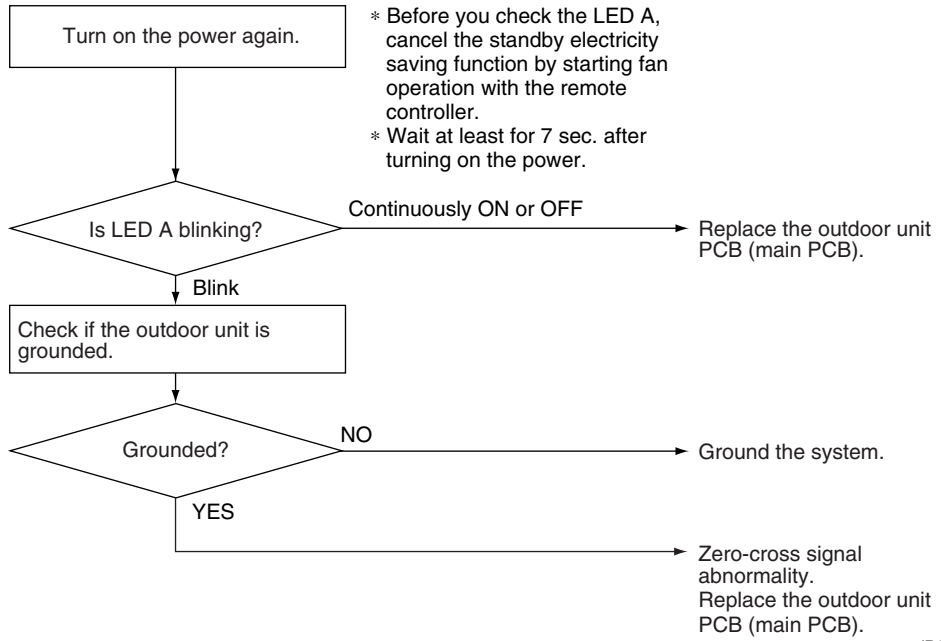 Turn on the power again.
* Before you check the LED A,
cancel the standby electricity
saving function by starting fan
operation with the remote
controller.
* Wait at least for 7 sec. after
turning on the power.
Is LED A blinking?
Continuously ON or OFF
Replace the outdoor unit
PCB (main PCB).
Blink
Check if the outdoor unit is
grounded.
Grounded?
NO
Ground the system.
YES
Zero-cross signal
abnormality.
Replace the outdoor unit
PCB (main PCB).